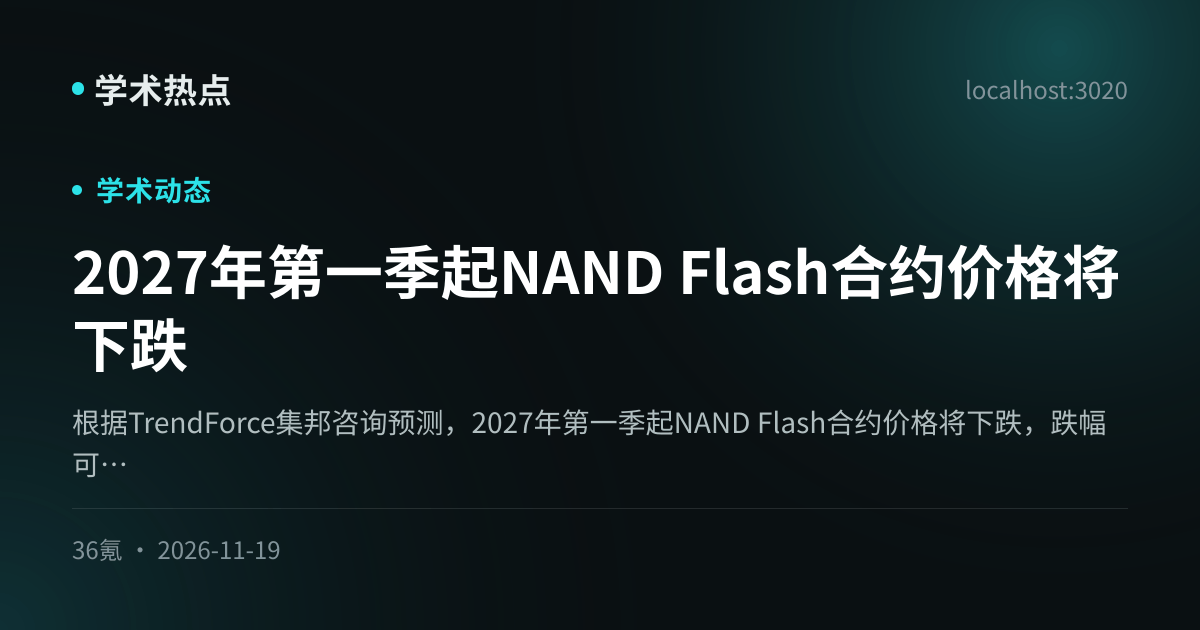 学术热点
localhost:3020
学术动态
2027年第一季起NAND Flash合约价格将
下跌
根据TrendForce集邦咨询预测，2027年第一季起NAND Flash合约价格将下跌，跌幅
可…
36氪 · 2026-11-19